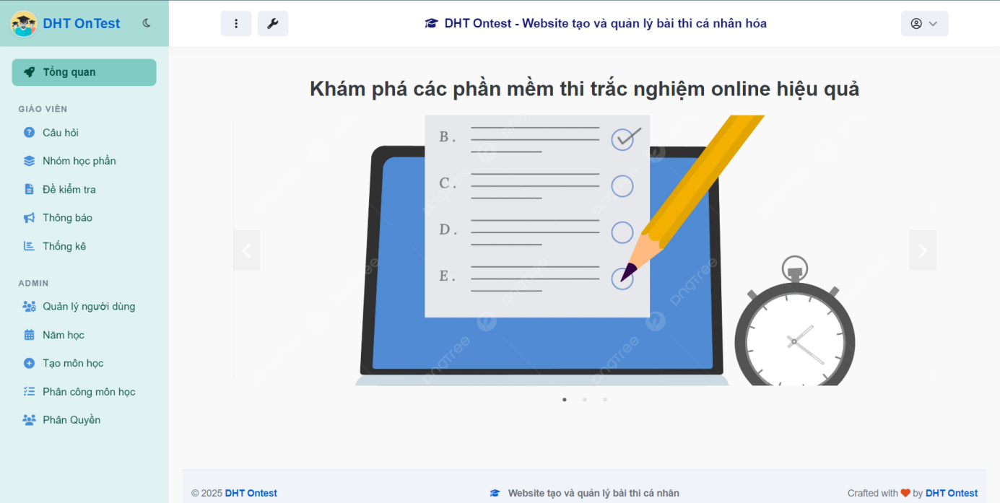 DHT OnTest
DHT Ontest - Website tạo và quản lý bài thi cá nhân hóa
Tổng quan
GIÁO VIÊN
Câu hỏi
Nhóm học phần
Đề kiểm tra
Thông báo
Thống kê
ADMIN
Quản lý người dùng
Năm học
Tạo môn học
Phân công môn học
Phân Quyền
Khám phá các phần mềm thi trắc nghiệm online hiệu quả
B.
C.
D.
E.
pngtree
pngtree
pngtree
© 2025 DHT Ontest
Website tạo và quản lý bài thi cá nhân
Crafted with ❤ by DHT Ontest